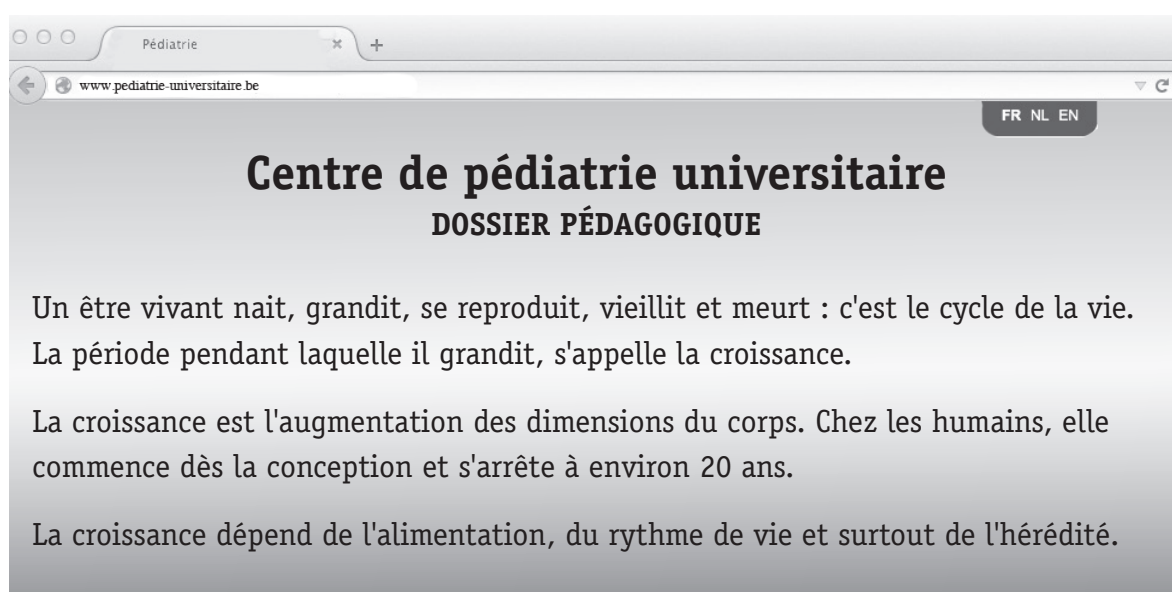 Pédiatrie
www.pediatrie-universitaire.be
FR NL EN
Centre de pédiatrie universitaire
DOSSIER PÉDAGOGIQUE
Un être vivant nait, grandit, se reproduit, vieillit et meurt : c'est le cycle de la vie.
La période pendant laquelle il grandit, s'appelle la croissance.
La croissance est l'augmentation des dimensions du corps. Chez les humains, elle
commence dès la conception et s'arrête à environ 20 ans.
La croissance dépend de l'alimentation, du rythme de vie et surtout de l'hérédité.